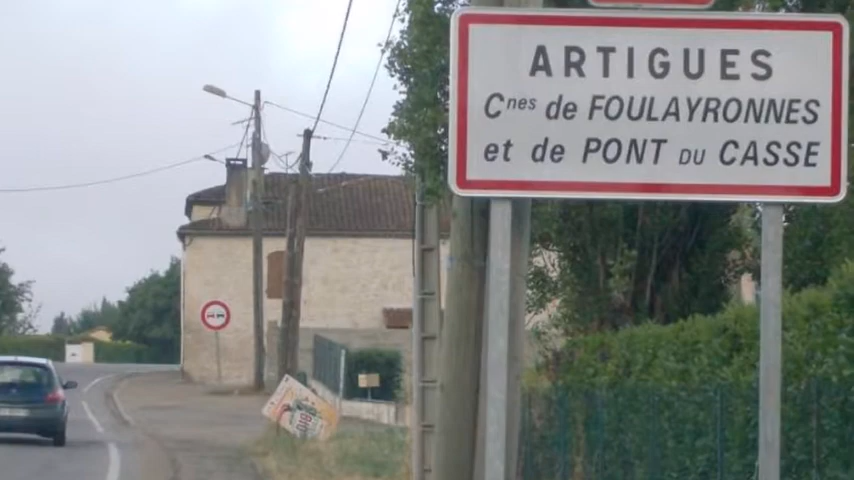 ARTIGUES
Cnes de FOULAYRONNES
et de PONT DU CASSE